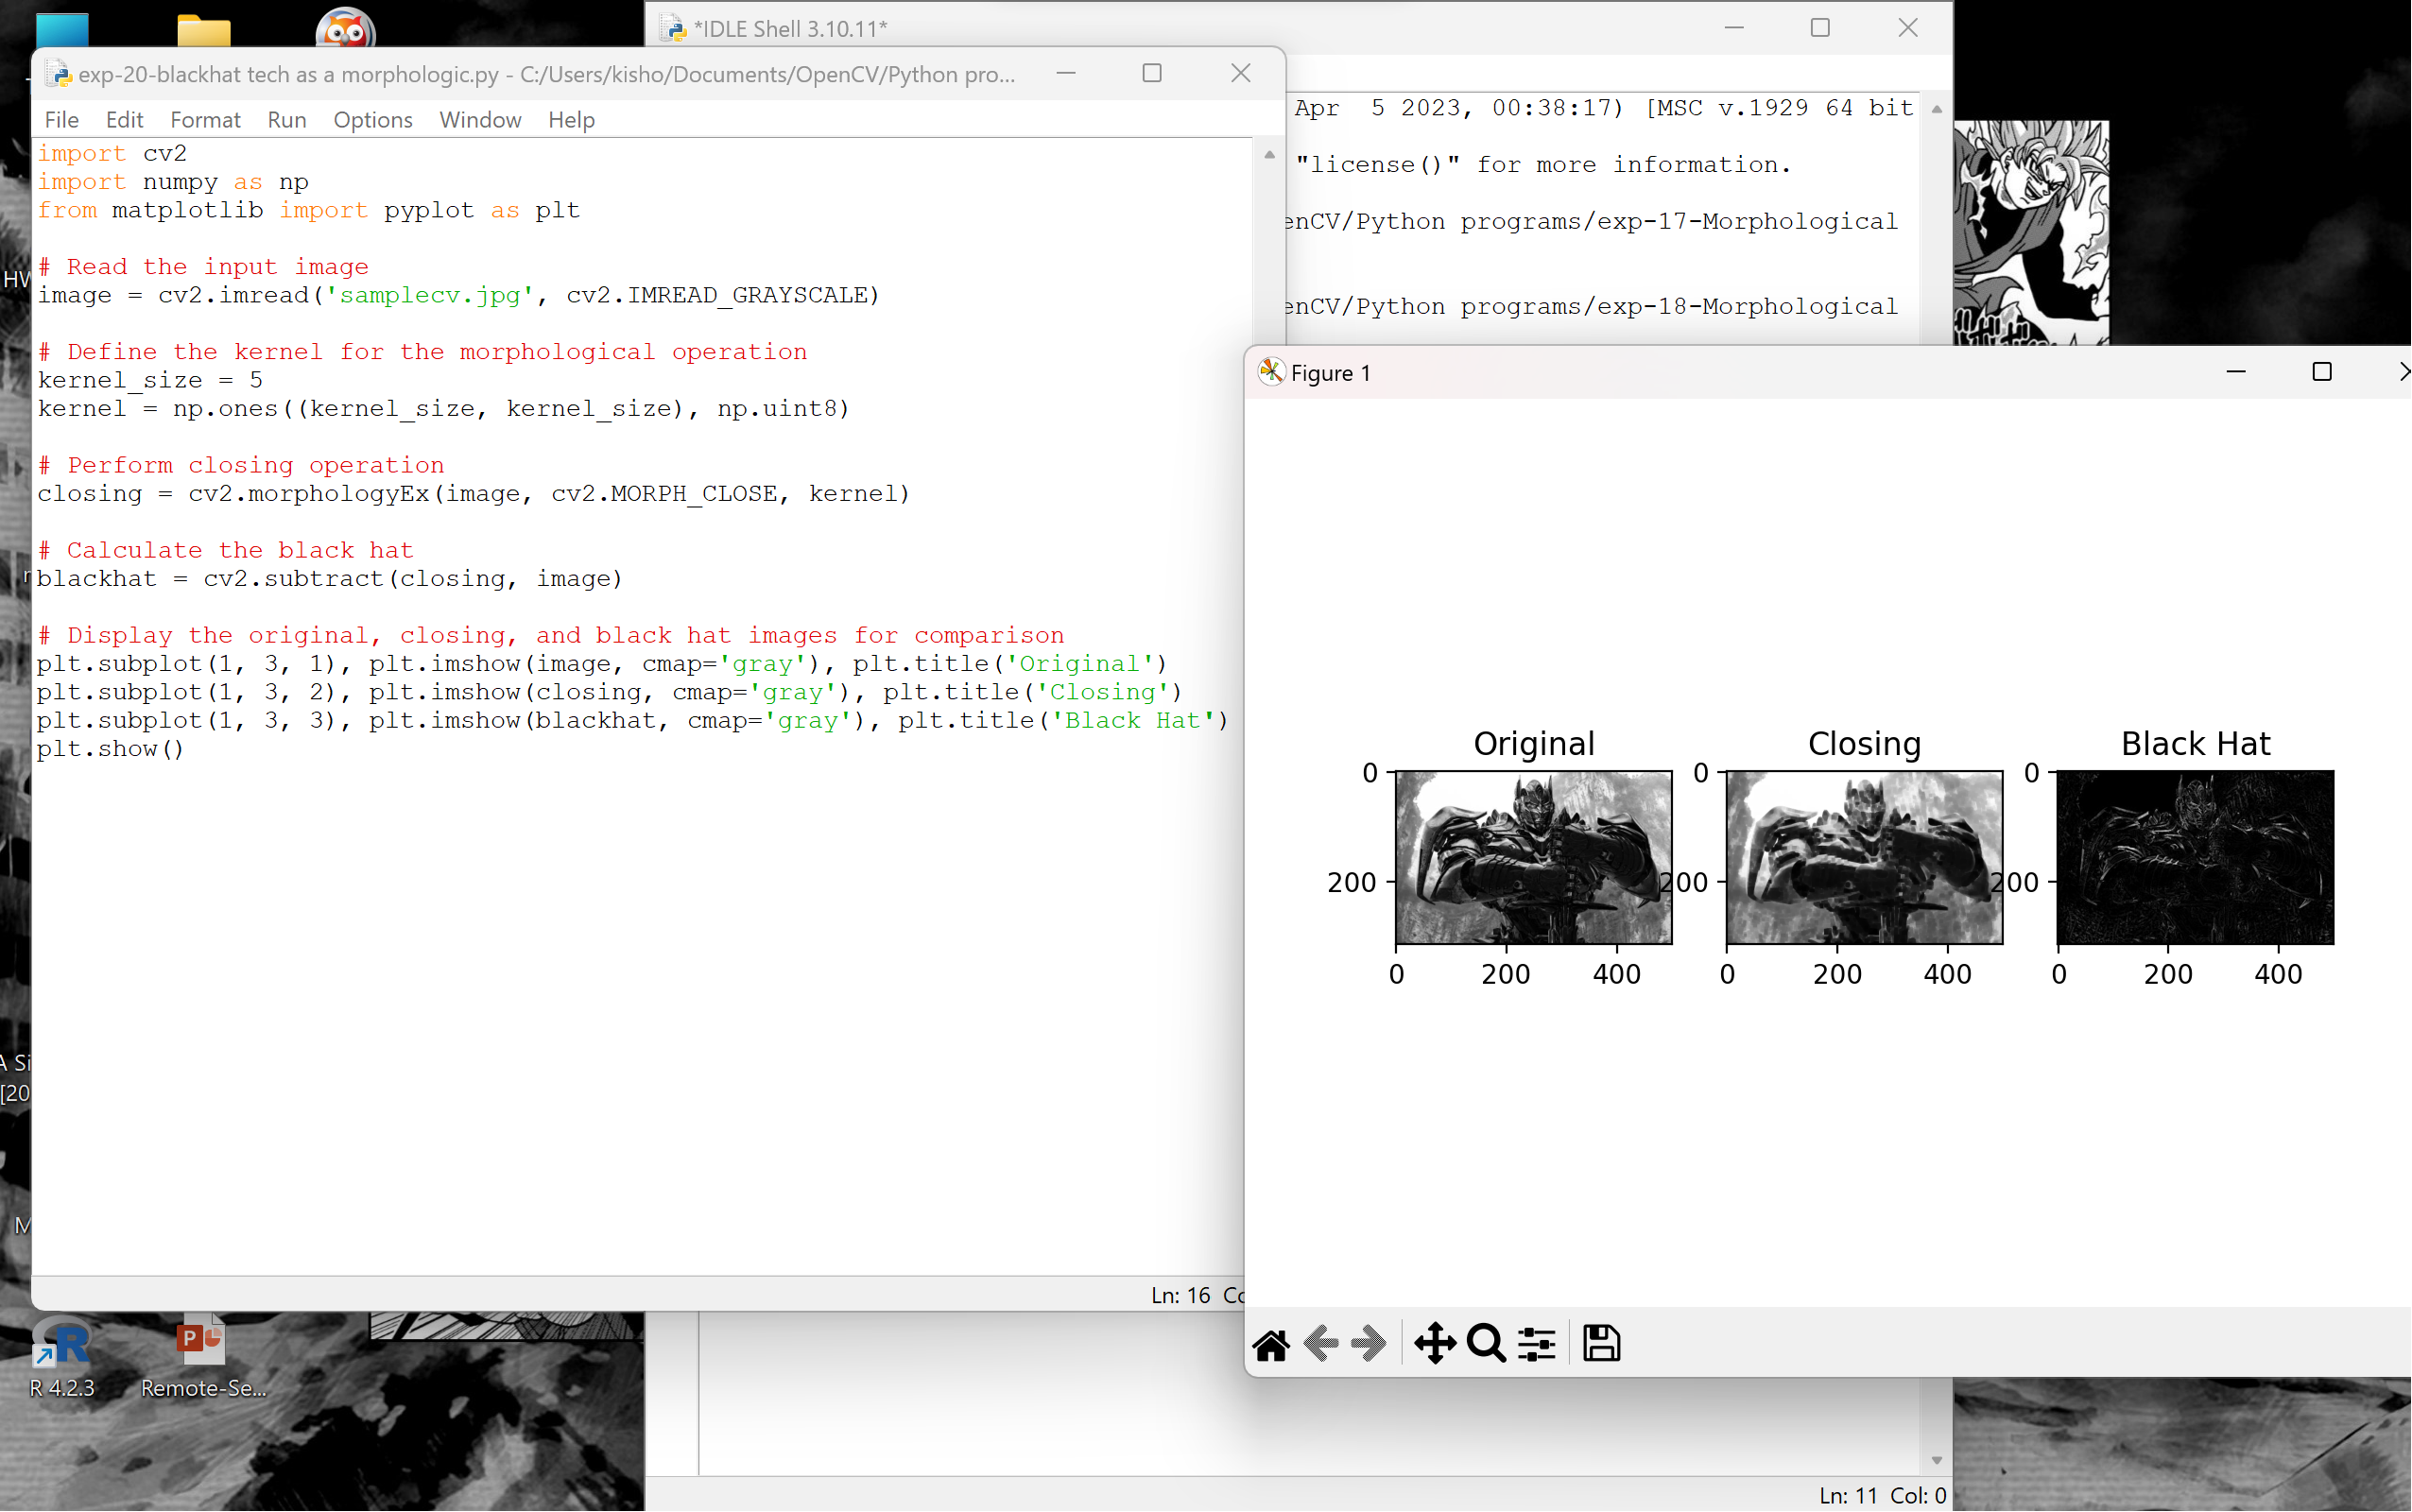 *IDLE Shell 3.10.11*
exp-20-blackhat tech as a morphologic.py - C:/Users/kisho/Documents/OpenCV/Python pro...
File Edit Format Run Options Window Help
import cv2
import numpy as np
from matplotlib import pyplot as plt
# Read the input image
image = cv2.imread('samplecv.jpg', cv2.IMREAD_GRAYSCALE)
# Define the kernel for the morphological operation
kernel_size = 5
kernel = np.ones((kernel_size, kernel_size), np.uint8)
# Perform closing operation
closing = cv2.morphologyEx(image, cv2.MORPH_CLOSE, kernel)
# Calculate the black hat
blackhat = cv2.subtract(closing, image)
# Display the original, closing, and black hat images for comparison
plt.subplot(1, 3, 1), plt.imshow(image, cmap='gray'), plt.title('Original')
plt.subplot(1, 3, 2), plt.imshow(closing, cmap='gray'), plt.title('Closing')
plt.subplot(1, 3, 3), plt.imshow(blackhat, cmap='gray'), plt.title('Black Hat')
plt.show()
Ln: 16 Co
Apr 5 2023, 00:38:17) [MSC v.1929 64 bit
"license()" for more information.
enCV/Python programs/exp-17-Morphological
enCV/Python programs/exp-18-Morphological
Figure 1
Original Closing Black Hat
0 0 0
200 200 200
0 200 400 0 200 400 0 200 400
HW
A Si
[20
M
R 4.2.3
Remote-Se...
Ln: 11 Col: 0